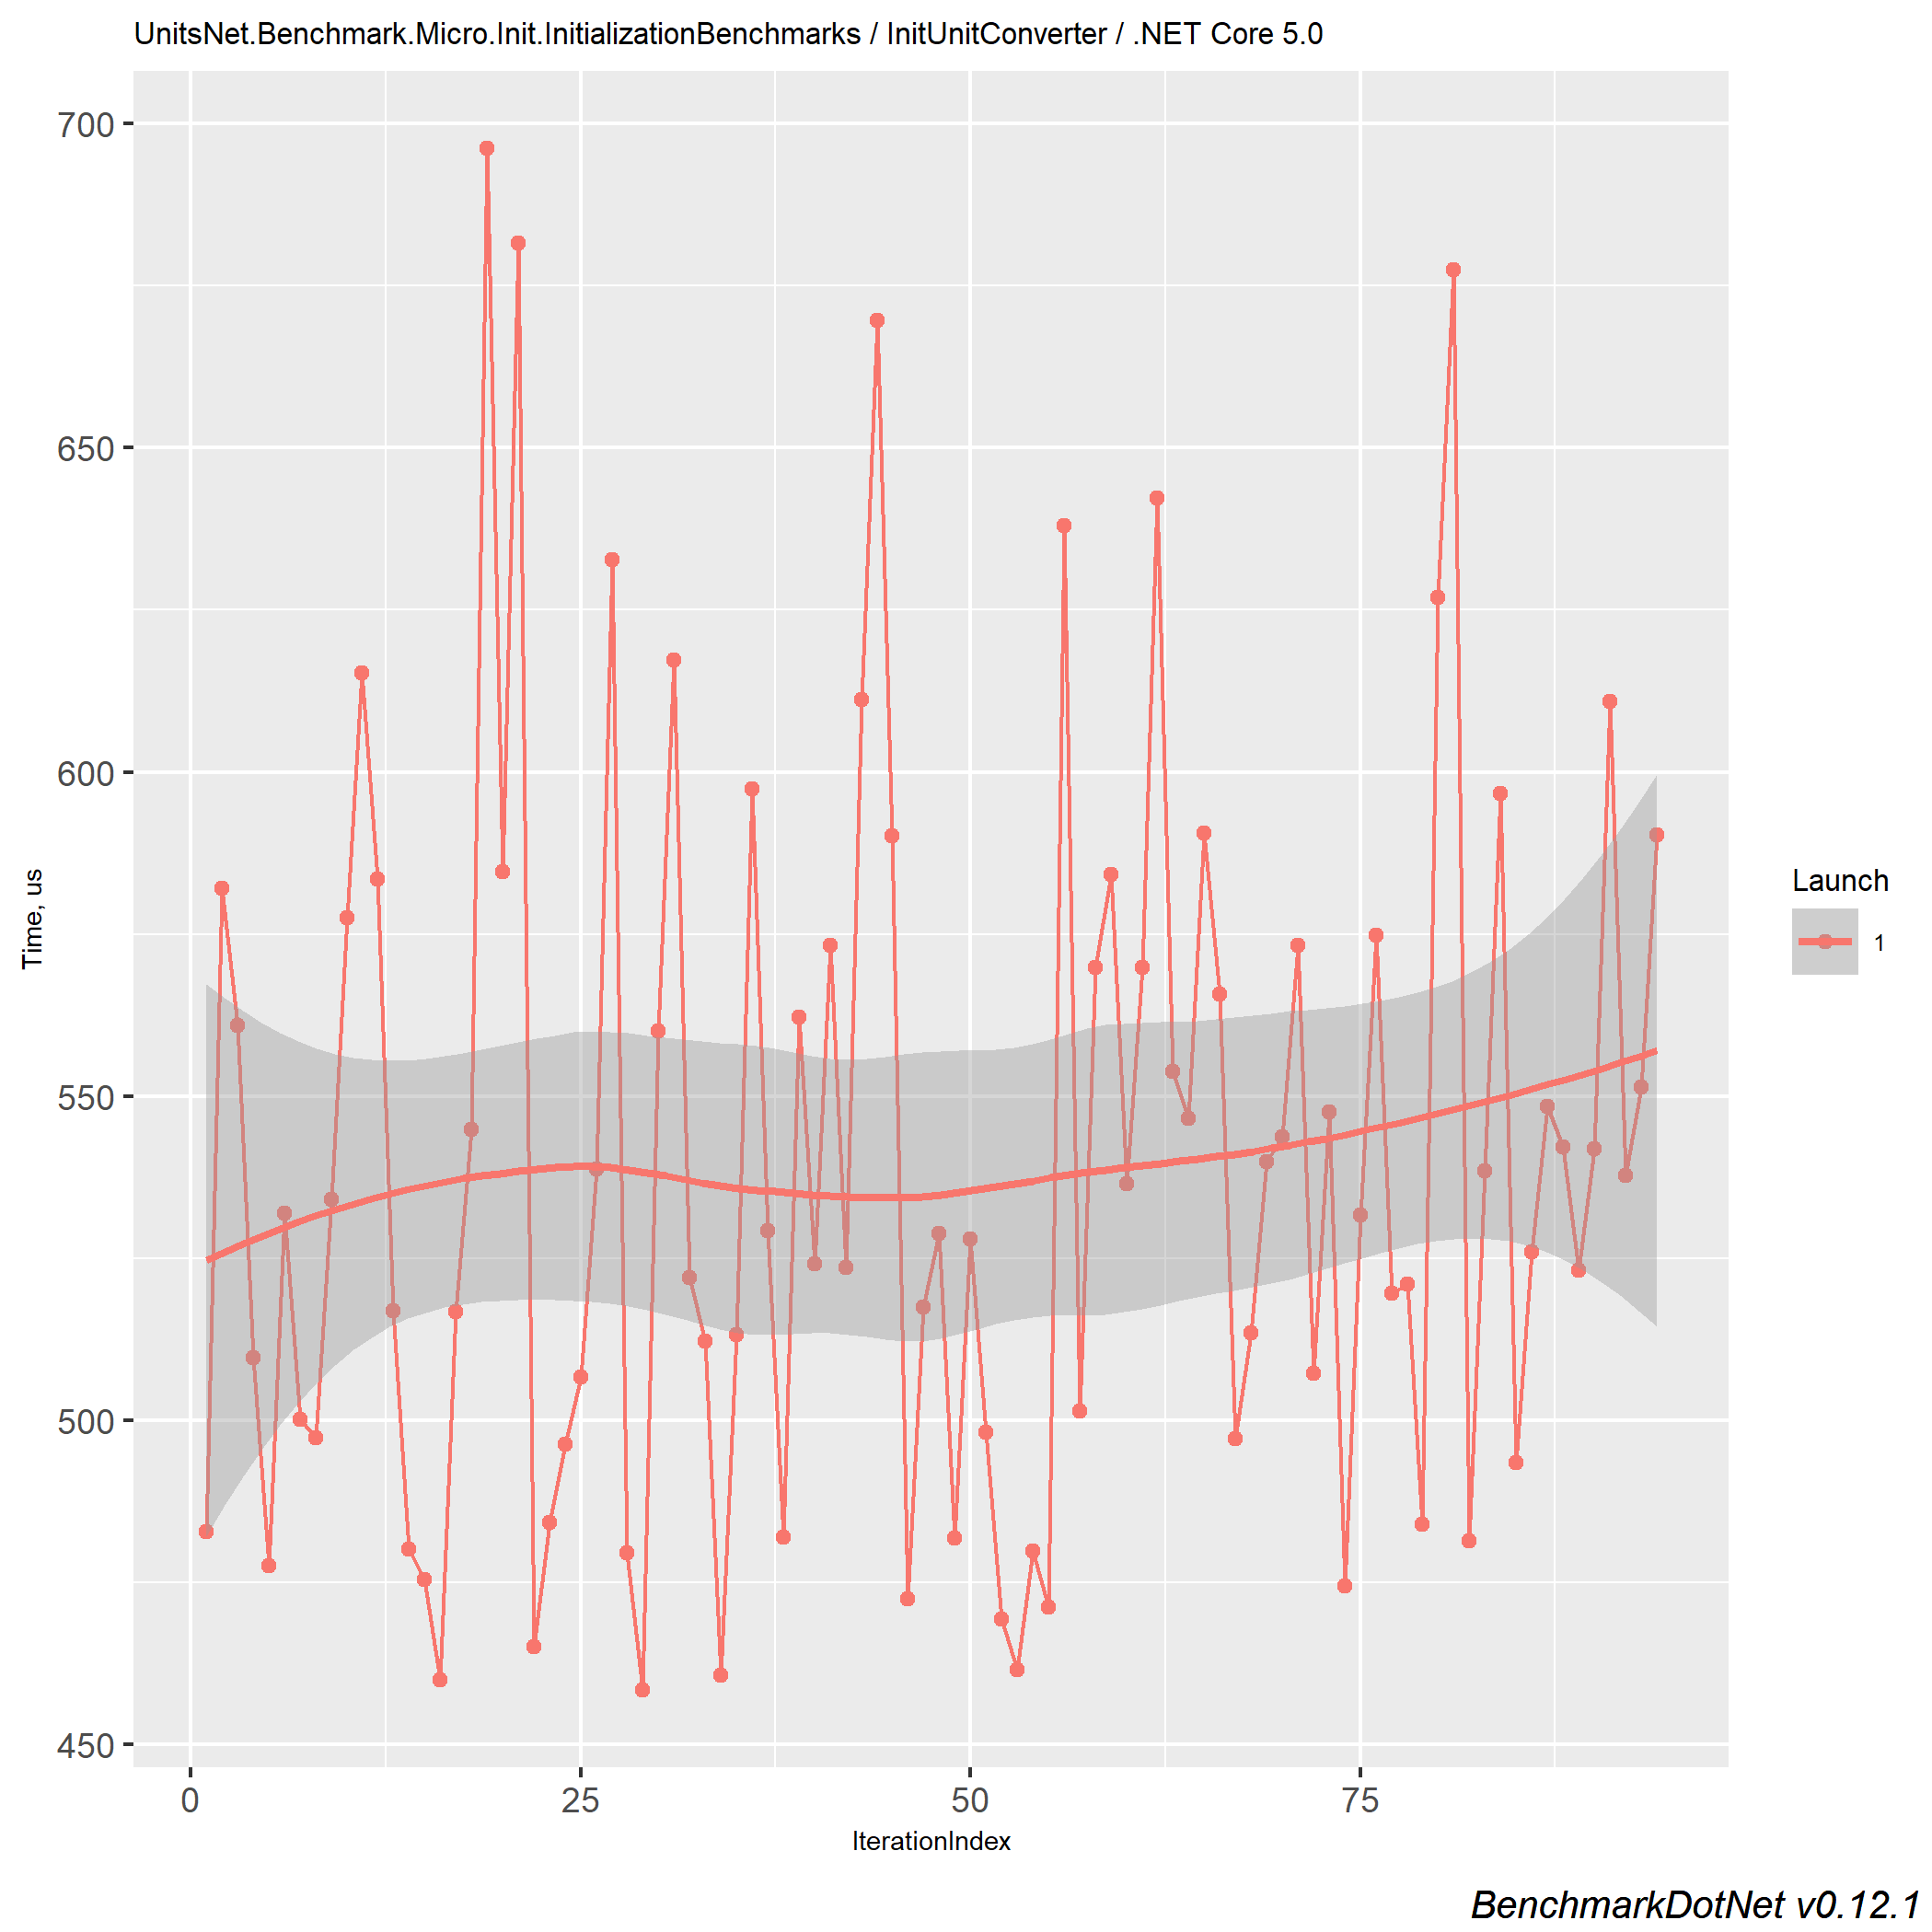 UnitsNet.Benchmark.Micro.Init.InitializationBenchmarks / InitUnitConverter / .NET Core 5.0
700
650
600
550
500
450
Time, us
0 25 50 75
IterationIndex
Launch
1
BenchmarkDotNet v0.12.1